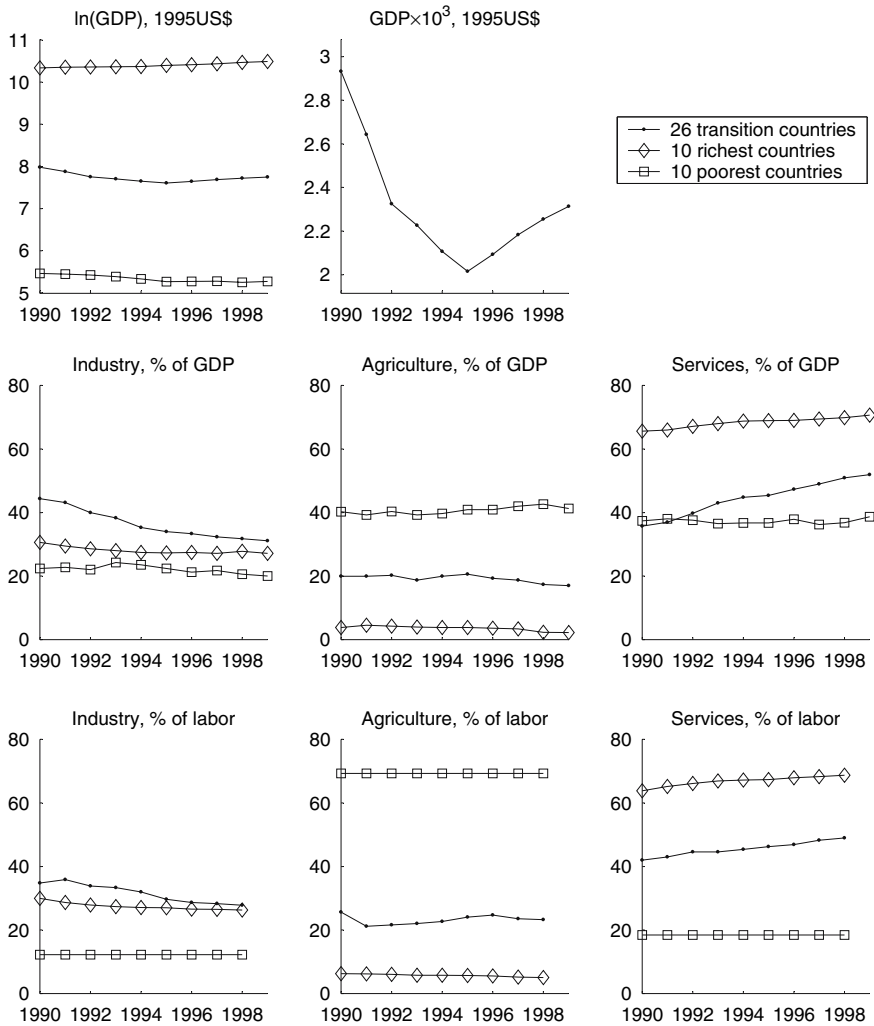 ln(GDP), 1995US$
11
10
9
8
7
6
5
1990 1992 1994 1996 1998
GDP×10³, 1995US$
3
2.8
2.6
2.4
2.2
2
1990 1992 1994 1996 1998
26 transition countries
10 richest countries
10 poorest countries
Industry, % of GDP
80
60
40
20
0
1990 1992 1994 1996 1998
Agriculture, % of GDP
80
60
40
20
0
1990 1992 1994 1996 1998
Services, % of GDP
80
60
40
20
0
1990 1992 1994 1996 1998
Industry, % of labor
80
60
40
20
0
1990 1992 1994 1996 1998
Agriculture, % of labor
80
60
40
20
0
1990 1992 1994 1996 1998
Services, % of labor
80
60
40
20
0
1990 1992 1994 1996 1998